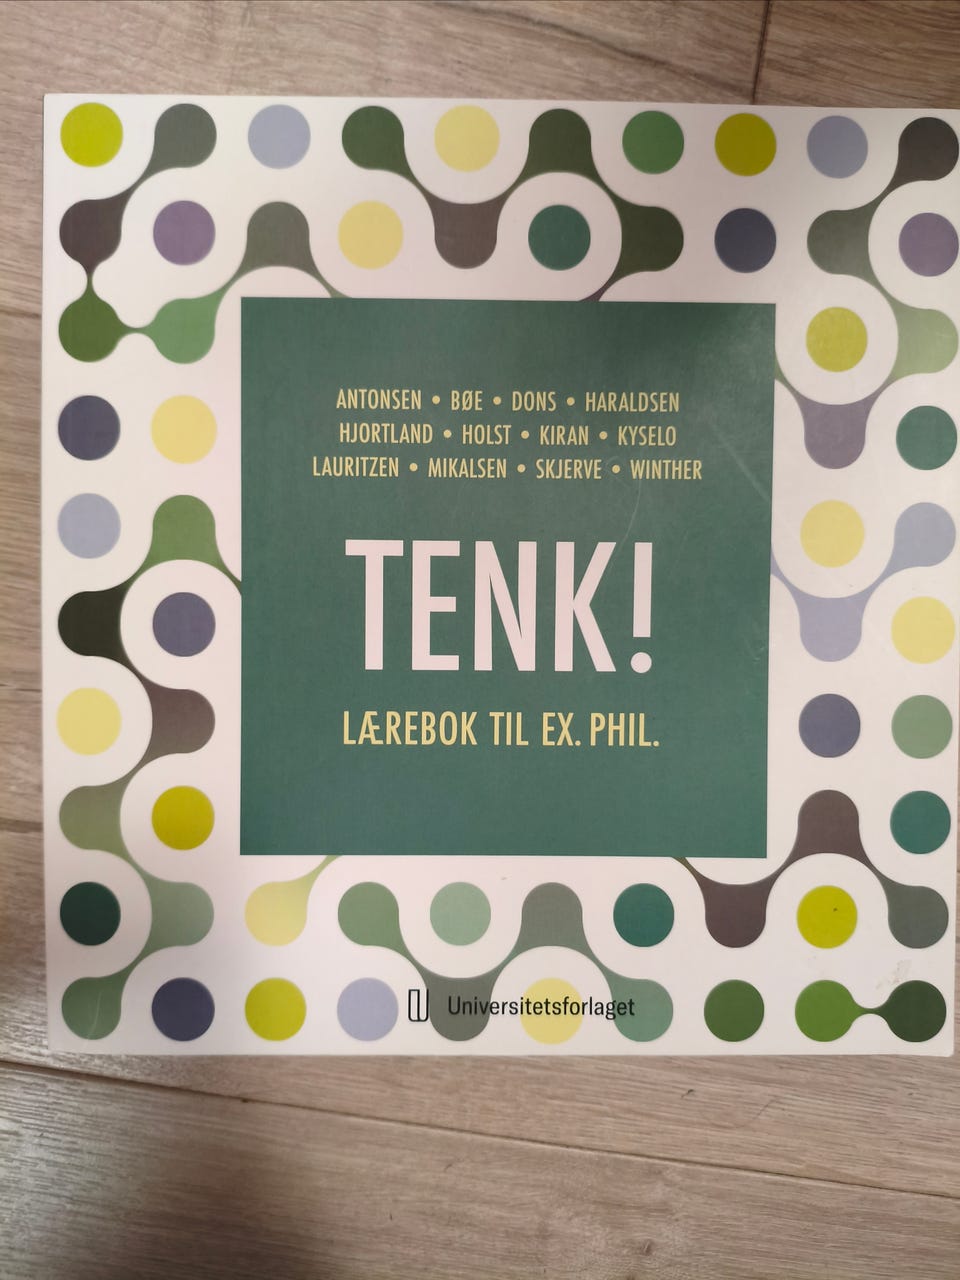 ANTONSEN • BØE • DONS • HARALDSEN
HJORTLAND • HOLST • KIRAN • KYSELO
LAURITZEN • MIKALSEN • SKJERVE • WINTHER
TENK!
LÆREBOK TIL EX. PHIL.
Universitetsforlaget